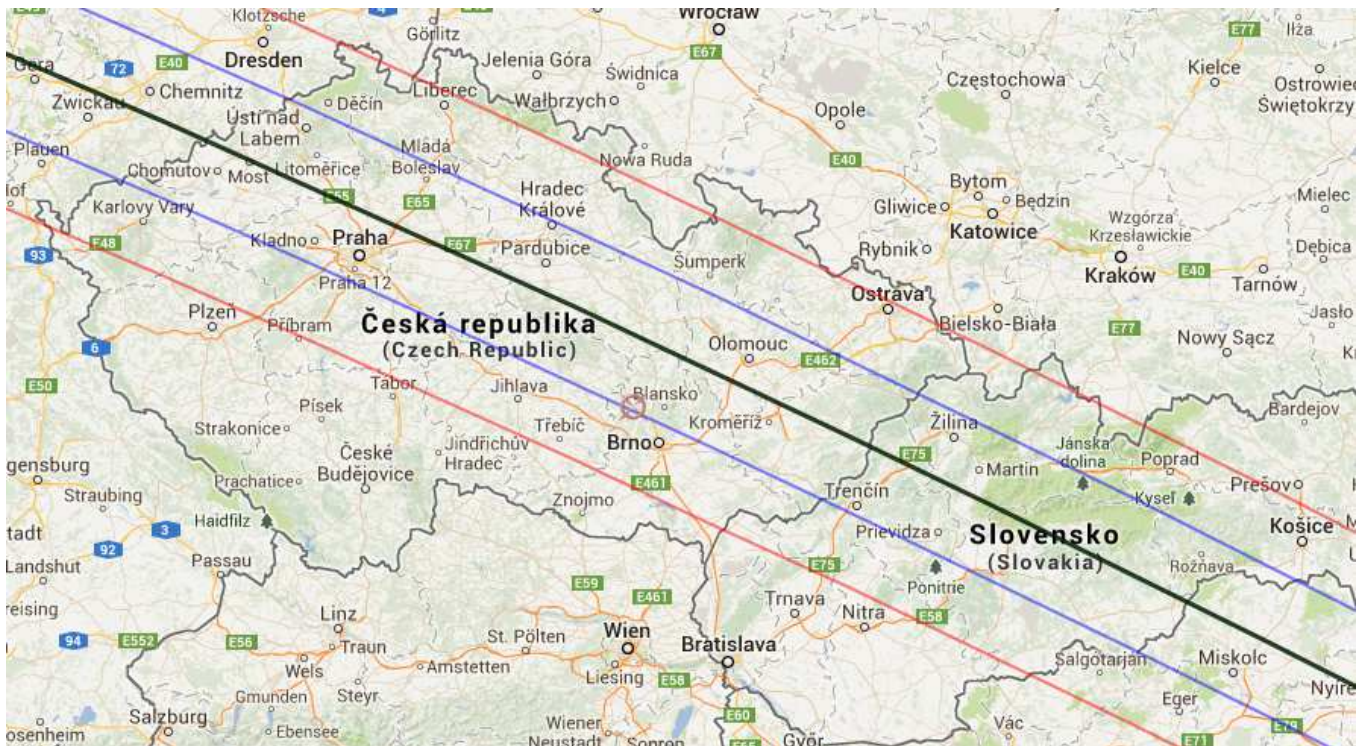 Klotzsche
Görlitz
Wrocław
Iłża
E40
Dresden
E67
E77
Gera
72
Jelenia Góra
Świdnica
Częstochowa
Kielce
Ostrowiec
Świętokrzy
Chemnitz
Zwickau
Děčín
Liberec
Wałbrzych
Opole
Ústí nad
Labem
Plauen
Chomutov
Most
Litoměřice
Mladá
Boleslav
Nowa Ruda
E40
Hof
Karlovy Vary
E55
E65
Hradec
Králové
Gliwice
Bytom
Będzin
Katowice
Mielec
Wzgórza
Krzesławickie
93
E48
Kladno
Praha
E67
Pardubice
Rybnik
Kraków
E40
Tarnów
Dębica
Praha 12
Šumperk
Ostrava
Plzeň
Příbram
Česká republika
(Czech Republic)
Bielsko-Biała
E77
Jasło
Nowy Sącz
6
Olomouc
E462
E50
Tábor
Jihlava
Blansko
Písek
Strakonice
Třebíč
Brno
Kroměříž
Žilina
Bardejov
České
Budějovice
Jindřichův
Hradec
E75
Martin
Jánska
dolina
Poprad
gensburg
Prachatice
E461
Trenčín
Kyseľ
Prešov
Straubing
Znojmo
Haidfilz
3
stadt
92
Prievidza
Slovensko
(Slovakia)
Košice
Landshut
Passau
E75
Ponitrie
Rožňava
reising
E59
E461
Trnava
Nitra
E58
94
E552
E56
Linz
St. Pölten
Wien
Bratislava
Traun
Wels
Amstetten
Liesing
E58
Salgótarján
Miskolc
Steyr
Gmunden
Nyíre
Eger
Salzburg
Ebensee
Wiener
Neustadt
Sopron
E60
Győr
Vác
E71
E79
osenheim